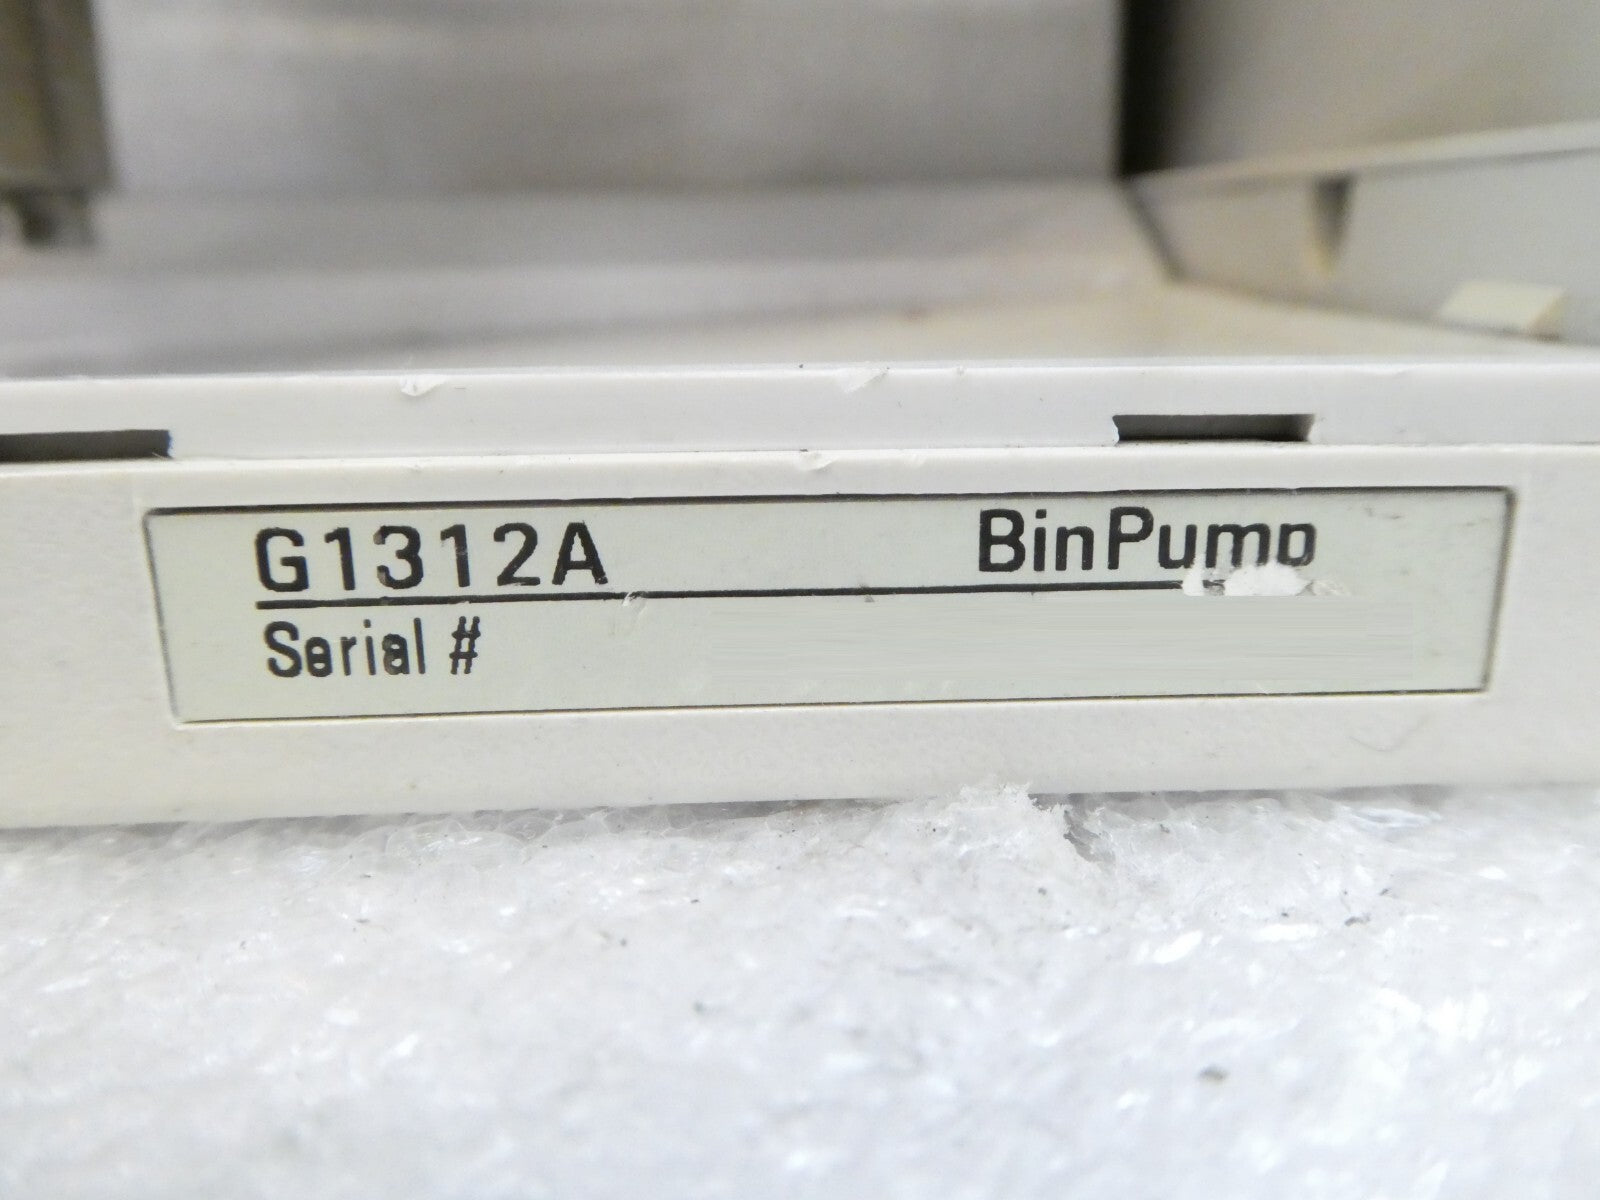 G1312A BinPump
Serial #